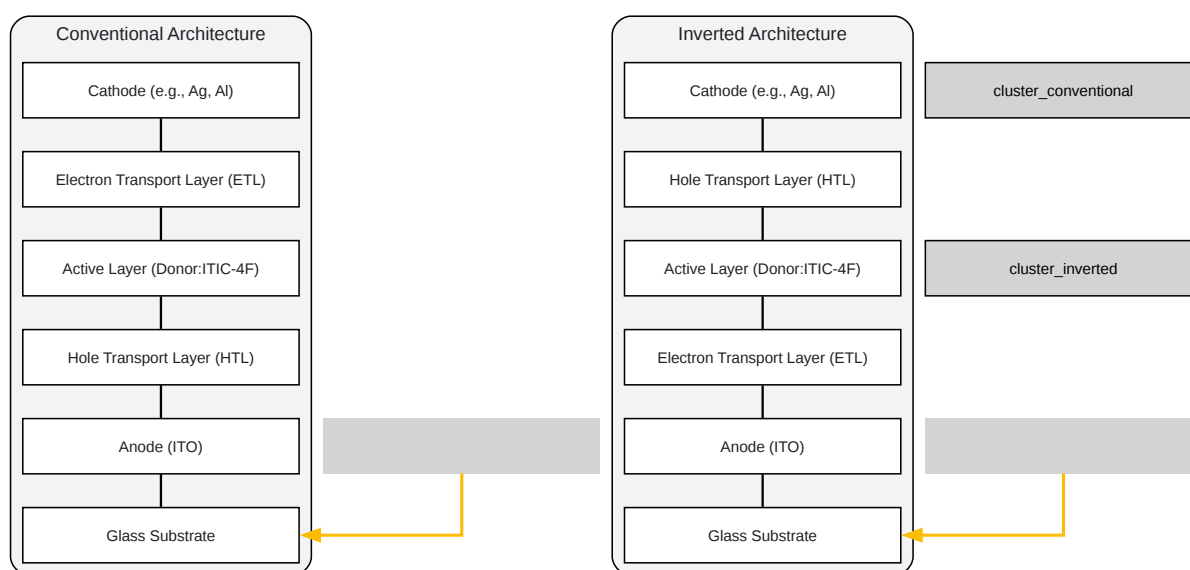 Conventional Architecture
Cathode (e.g., Ag, Al)
Electron Transport Layer (ETL)
Active Layer (Donor:ITIC-4F)
Hole Transport Layer (HTL)
Anode (ITO)
Glass Substrate
Inverted Architecture
Cathode (e.g., Ag, Al)
Hole Transport Layer (HTL)
Active Layer (Donor:ITIC-4F)
Electron Transport Layer (ETL)
Anode (ITO)
Glass Substrate
cluster_conventional
cluster_inverted